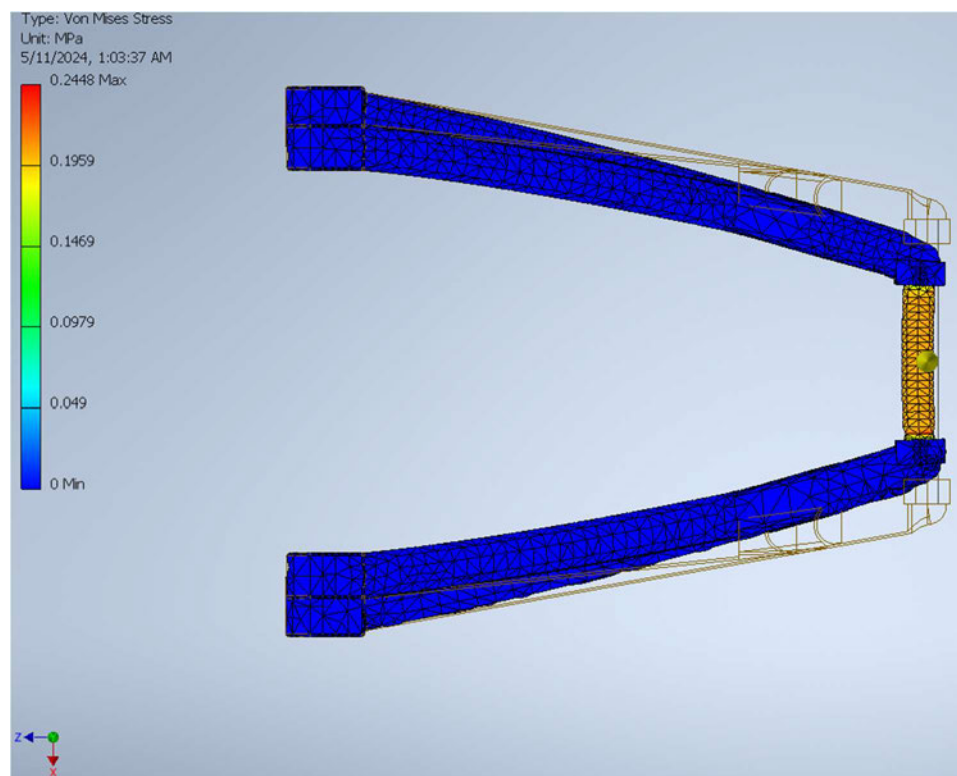 Type: Von Mises Stress
Unit: MPa
5/11/2024, 1:03:37 AM
0.2448 Max
0.1959
0.1469
0.0979
0.049
0 Min
Z
X